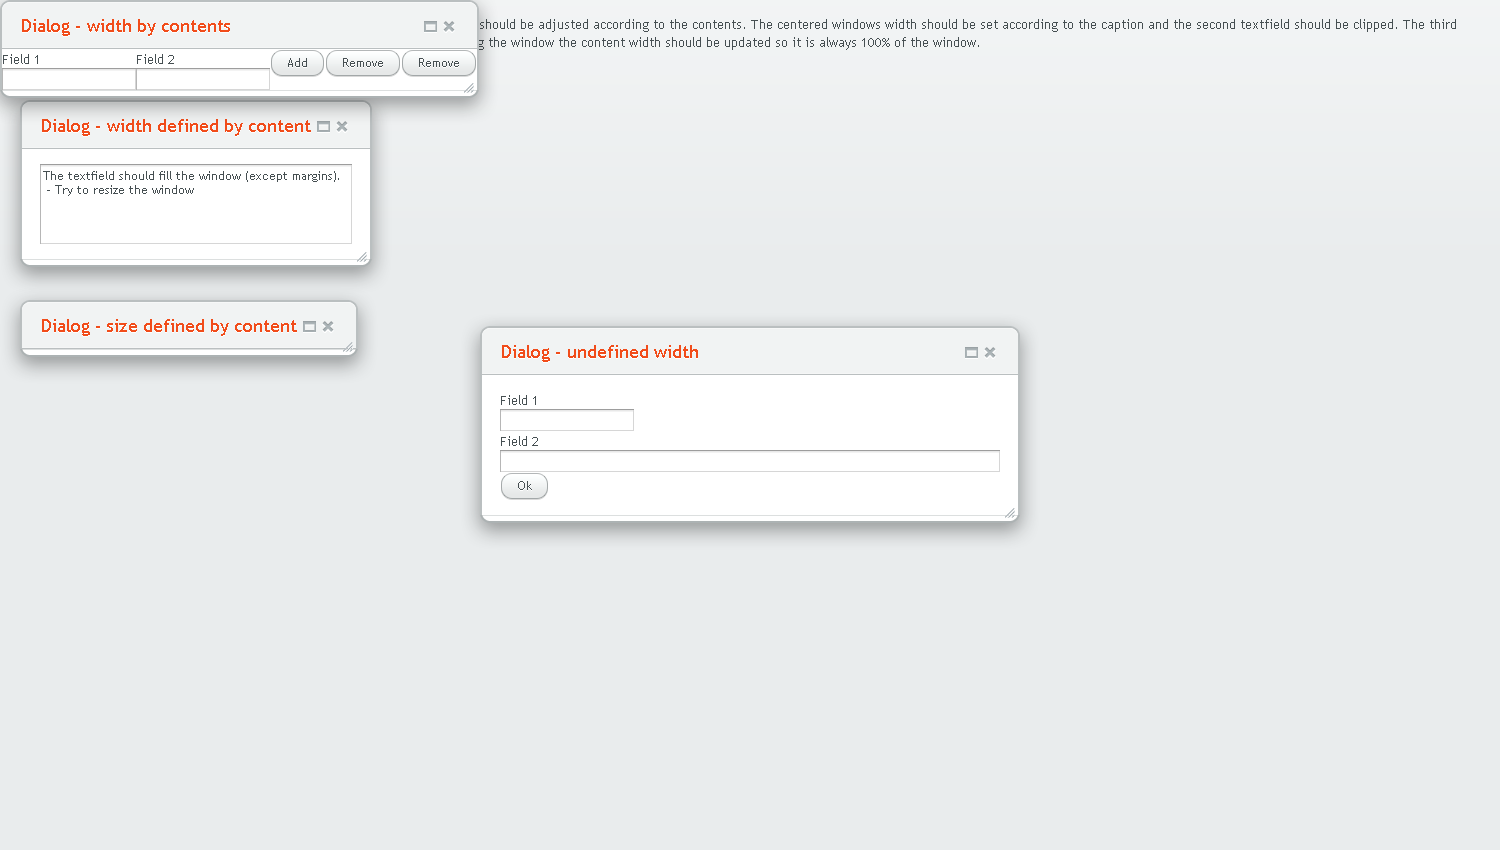 Dialog - width by contents
should be adjusted according to the contents. The centered windows width should be set according to the caption and the second textfield should be clipped. The third
the window the content width should be updated so it is always 100% of the window.
Field 1 Field 2 Add Remove Remove
Dialog - width defined by content
The textfield should fill the window (except margins).
- Try to resize the window
Dialog - size defined by content
Dialog - undefined width
Field 1
Field 2
Ok